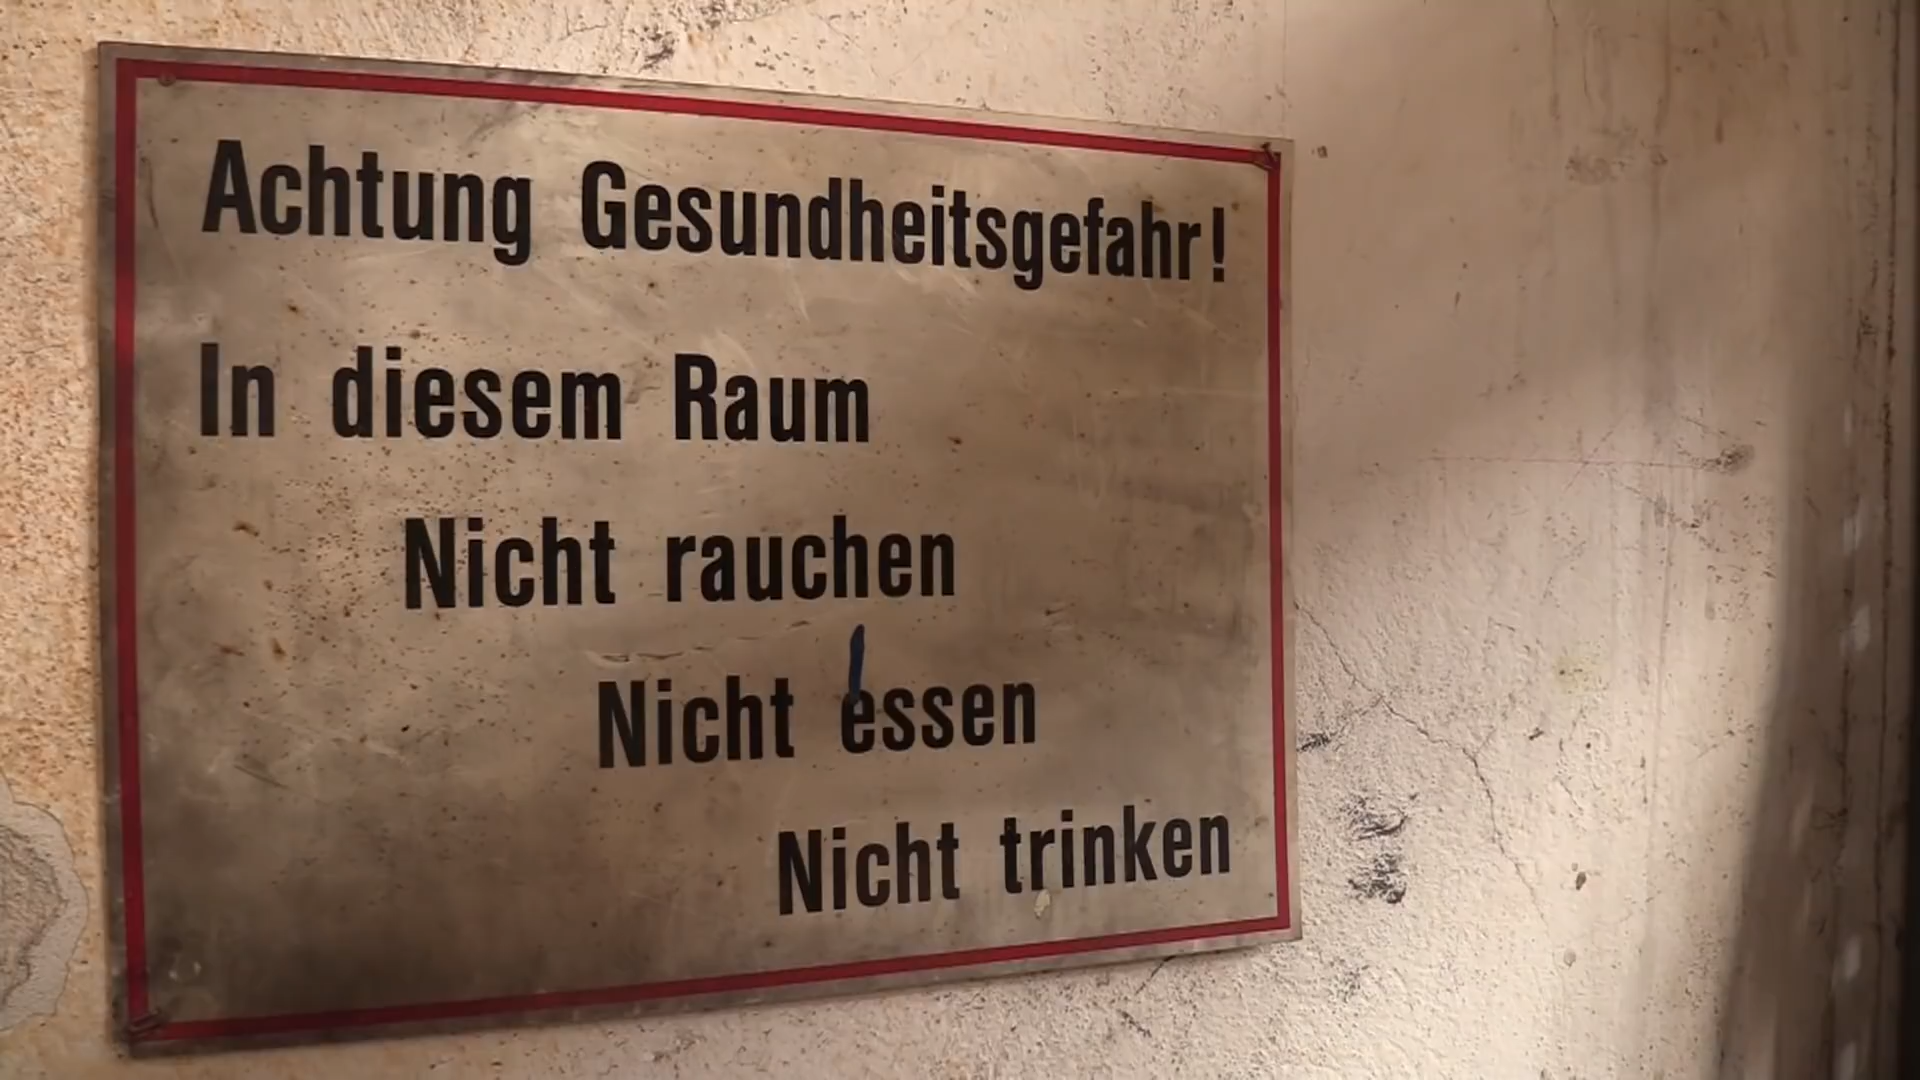 Achtung Gesundheitsgefahr!
In diesem Raum
Nicht rauchen
Nicht essen
Nicht trinken